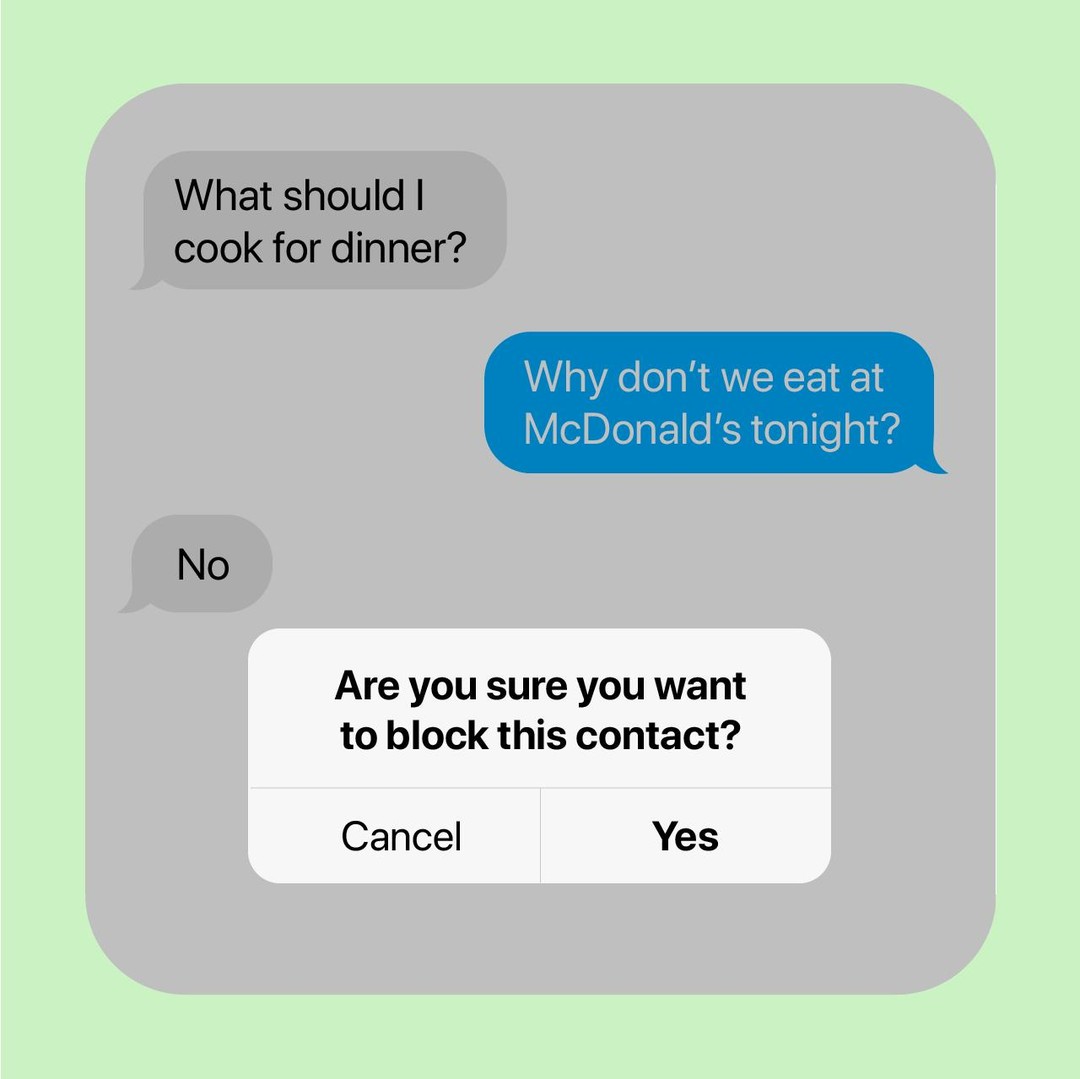 What should I
cook for dinner?
Why don’t we eat at
McDonald’s tonight?
No
Are you sure you want
to block this contact?
Cancel
Yes